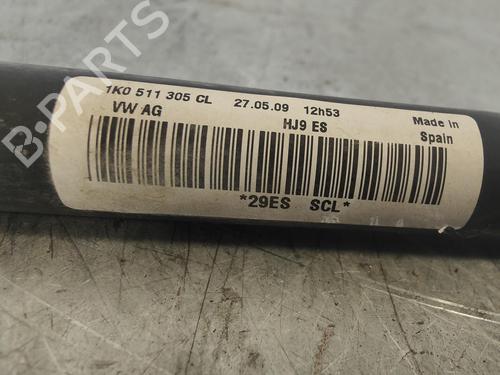 B-PARTS
1K0 511 305 CL 27.05.09 12h53 Made in
VW AG HJ9 ES Spain
*29ES SCL*